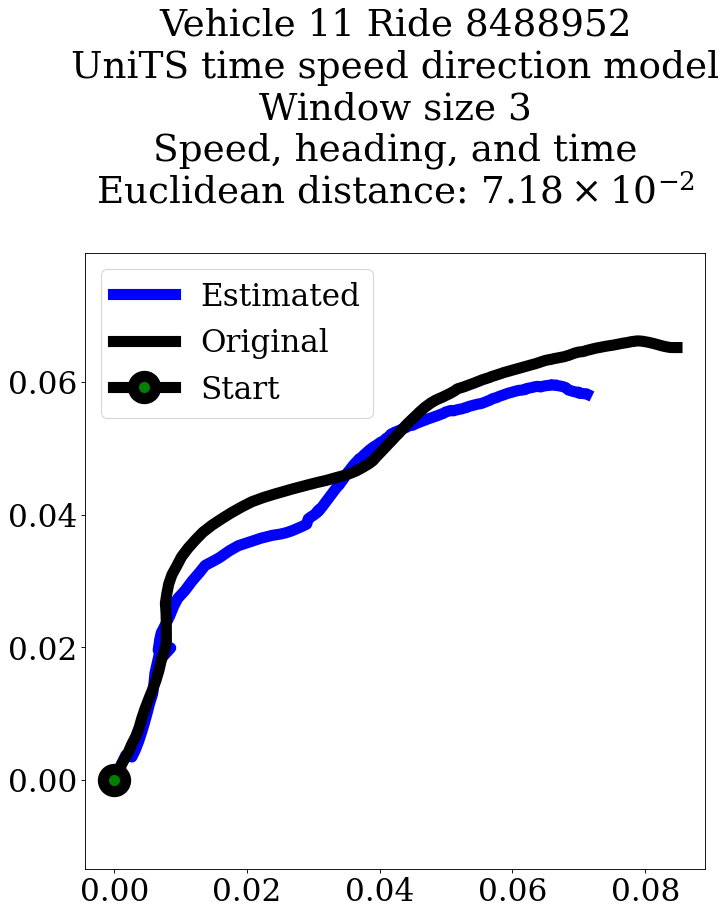 Vehicle 11 Ride 8488952
UniTS time speed direction model
Window size 3
Speed, heading, and time
Euclidean distance: 7.18 × 10⁻²
Estimated
Original
Start
0.06
0.04
0.02
0.00
0.00 0.02 0.04 0.06 0.08